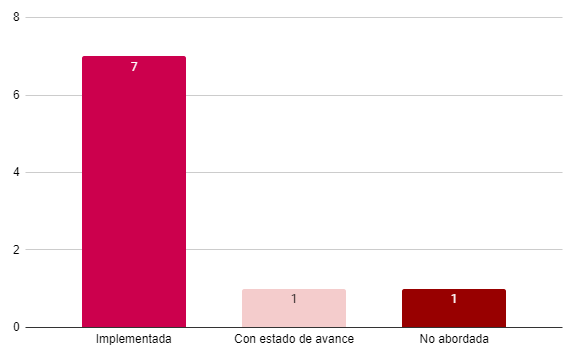 8
6
4
2
0
7
1
1
Implementada
Con estado de avance
No abordada